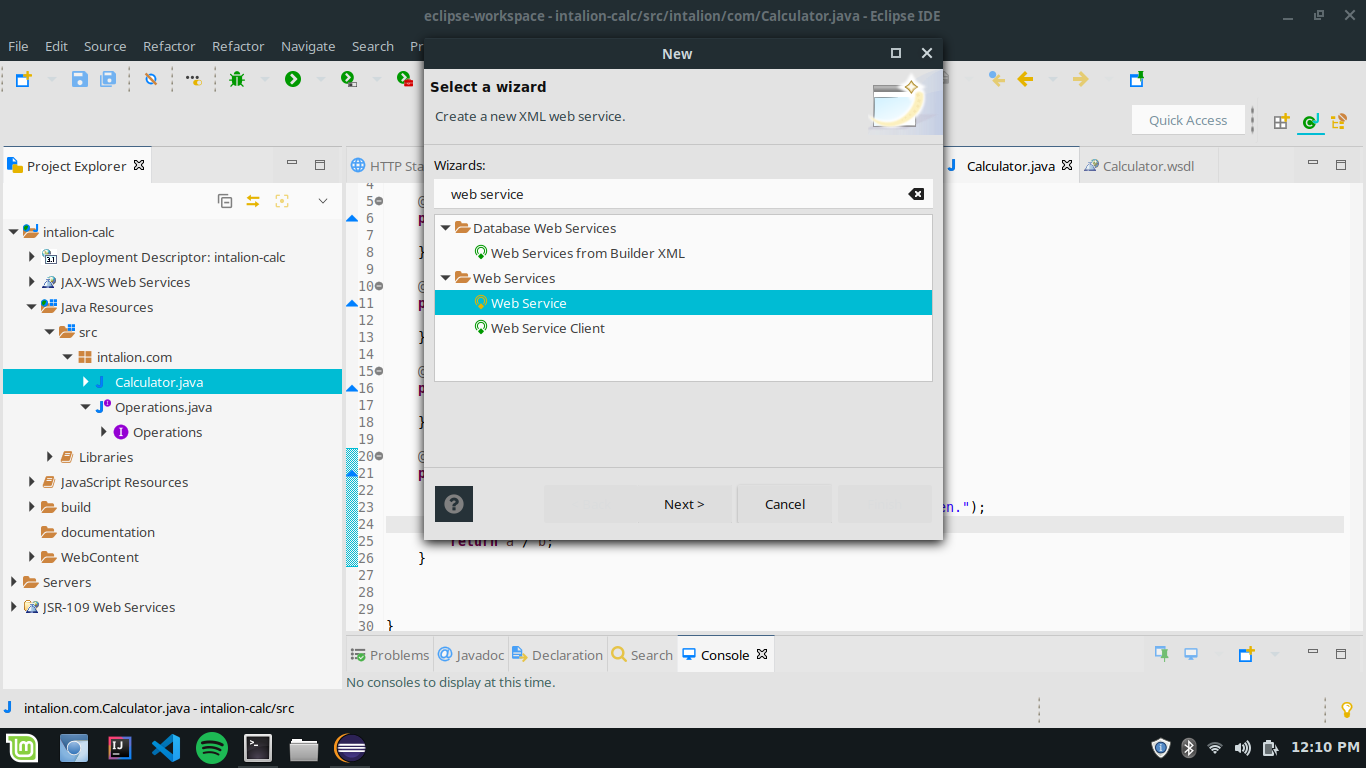 eclipse-workspace - intalion-calc/src/intalion/com/Calculator.java - Eclipse IDE
File Edit Source Refactor Refactor Navigate Search
New
Select a wizard
Create a new XML web service.
Quick Access
Project Explorer
HTTP Sta
Calculator.java
Calculator.wsdl
Wizards:
web service
Database Web Services
Web Services from Builder XML
Web Services
Web Service
Web Service Client
Next >
Cancel
intalion-calc
Deployment Descriptor: intalion-calc
JAX-WS Web Services
Java Resources
src
intalion.com
Calculator.java
Operations.java
Operations
Libraries
JavaScript Resources
build
documentation
WebContent
Servers
JSR-109 Web Services
4
5
6
7
8 }
9
10
11
12
13 }
14
15
16
17
18 }
19
20
21
22
23 en.");
24
25 return a / b;
26 }
27
28
29
30 }
Problems Javadoc Declaration Search Console
No consoles to display at this time.
intalion.com.Calculator.java - intalion-calc/src
12:10 PM